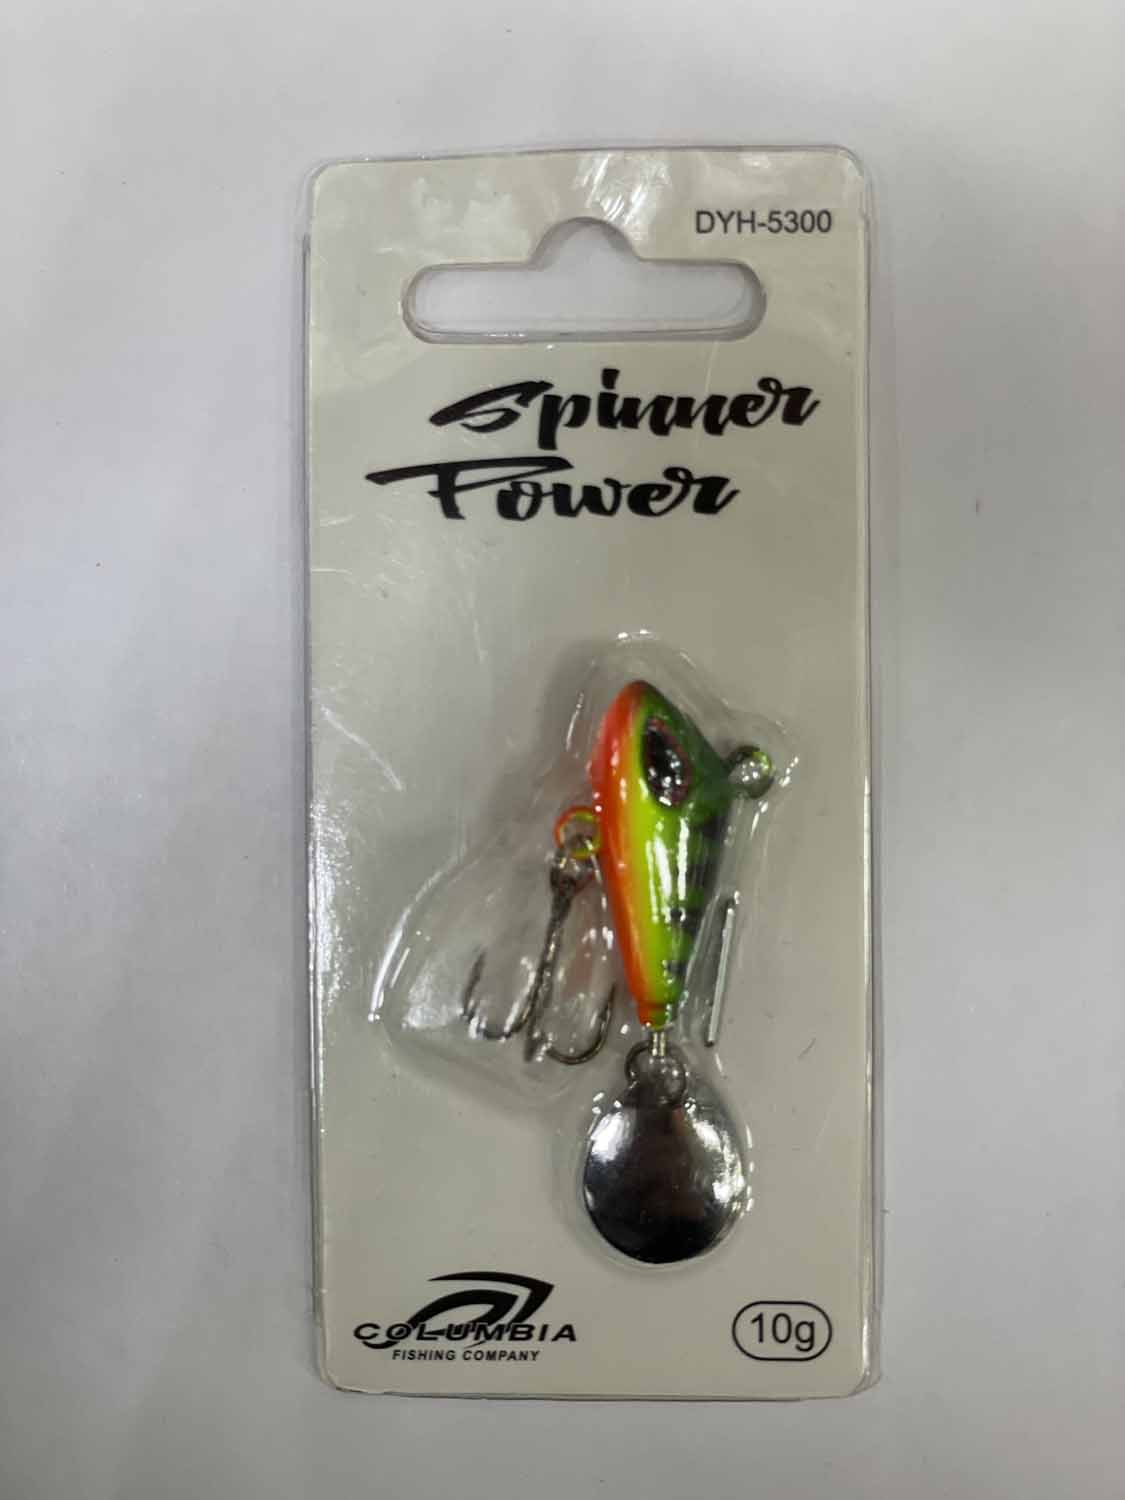 DYH-5300
Spinner
Power
COLUMBIA
FISHING COMPANY
10g